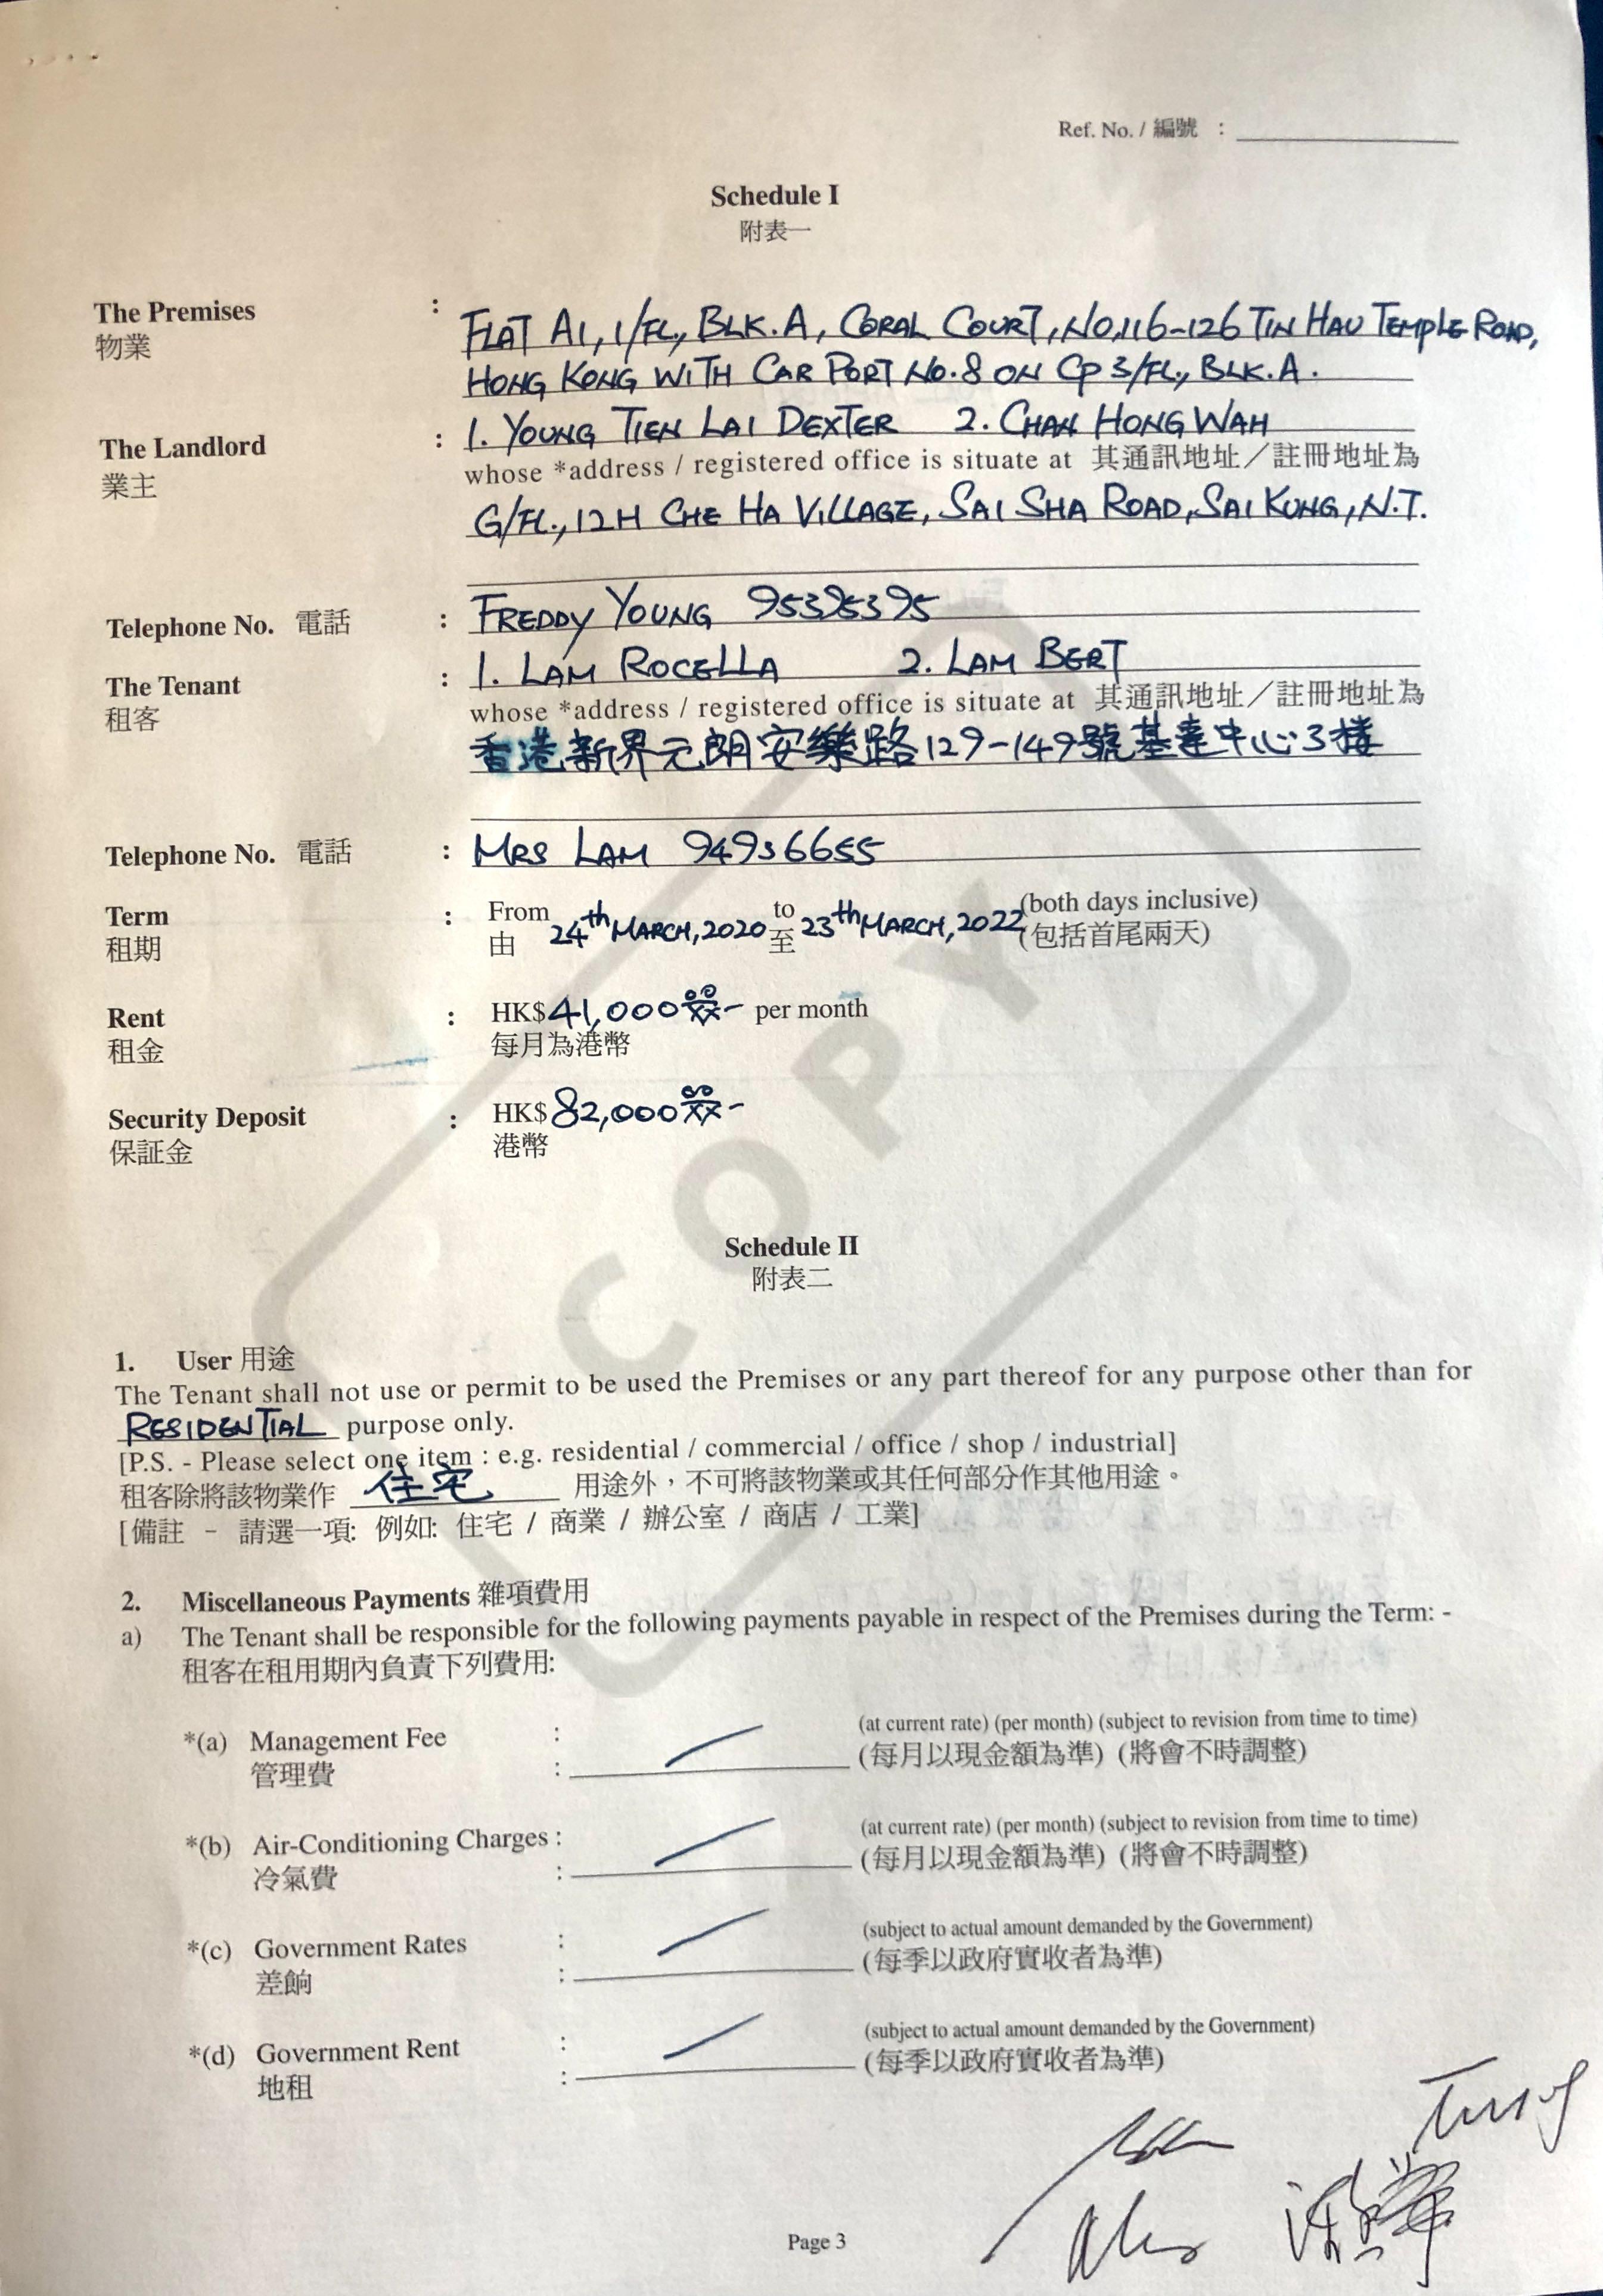 Ref. No. / 編號 :
Schedule I
附表一
The Premises : FLAT A1, 1/FL, BLK.A, CORAL COURT, NO.116-126 TIN HAU TEMPLE ROAD,
物業
HONG KONG WITH CAR PORT NO.8 ON CP 3/FL, BLK.A.
The Landlord : 1. YOUNG TIEN LAI DEXTER 2. CHAN HONG WAH
業主
whose *address / registered office is situate at 其通訊地址／註冊地址為
G/FL., 12H CHE HA VILLAGE, SAI SHA ROAD, SAI KUNG, N.T.
Telephone No. 電話 : FREDDY YOUNG 95395395
The Tenant : 1. LAM ROCELLA 2. LAM BERT
租客
whose *address / registered office is situate at 其通訊地址／註冊地址為
香港新界元朗安樂路129-149號基達中心3樓
Telephone No. 電話 : MRS LAM 94936655
Term : From 24th MARCH, 2020 to 23th MARCH, 2022 (both days inclusive)
租期 由 至 (包括首尾兩天)
Rent : HK$41,000 per month
租金 每月為港幣
Security Deposit : HK$82,000
保証金 港幣
COPY
Schedule II
附表二
1. User 用途
The Tenant shall not use or permit to be used the Premises or any part thereof for any purpose other than for
RESIDENTIAL purpose only.
[P.S. - Please select one item : e.g. residential / commercial / office / shop / industrial]
租客除將該物業作 住宅 用途外，不可將該物業或其任何部分作其他用途。
[備註 - 請選一項: 例如: 住宅 / 商業 / 辦公室 / 商店 / 工業]
2. Miscellaneous Payments 雜項費用
a) The Tenant shall be responsible for the following payments payable in respect of the Premises during the Term: -
租客在租用期內負責下列費用:
*(a) Management Fee : (at current rate) (per month) (subject to revision from time to time)
管理費 : (每月以現金額為準) (將會不時調整)
*(b) Air-Conditioning Charges : (at current rate) (per month) (subject to revision from time to time)
冷氣費 : (每月以現金額為準) (將會不時調整)
*(c) Government Rates : (subject to actual amount demanded by the Government)
差餉 : (每季以政府實收者為準)
*(d) Government Rent : (subject to actual amount demanded by the Government)
地租 : (每季以政府實收者為準)
Page 3